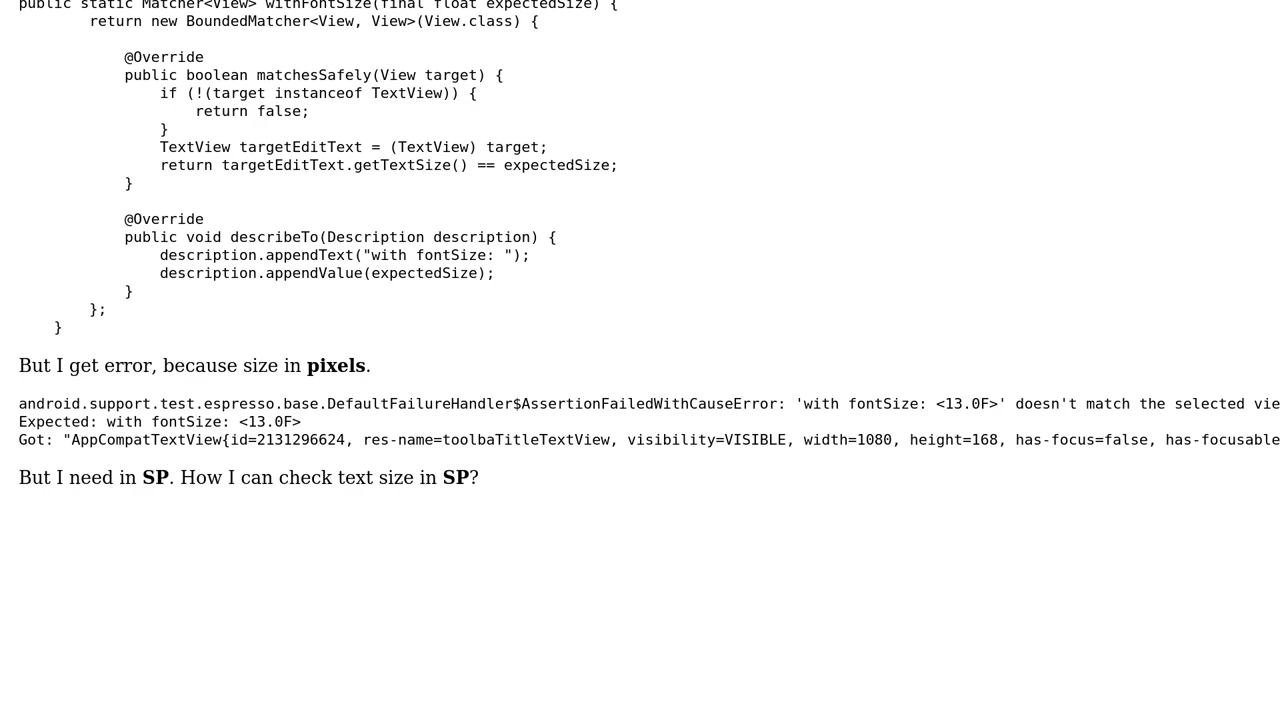 public static Matcher<View> withFontSize(final float expectedSize) {
        return new BoundedMatcher<View, View>(View.class) {

            @Override
            public boolean matchesSafely(View target) {
                if (!(target instanceof TextView)) {
                    return false;
                }
                TextView targetEditText = (TextView) target;
                return targetEditText.getTextSize() == expectedSize;
            }

            @Override
            public void describeTo(Description description) {
                description.appendText("with fontSize: ");
                description.appendValue(expectedSize);
            }
        };
    }
But I get error, because size in pixels.
android.support.test.espresso.base.DefaultFailureHandler$AssertionFailedWithCauseError: 'with fontSize: <13.0F>' doesn't match the selected vie
Expected: with fontSize: <13.0F>
Got: "AppCompatTextView{id=2131296624, res-name=toolbaTitleTextView, visibility=VISIBLE, width=1080, height=168, has-focus=false, has-focusable
But I need in SP. How I can check text size in SP?